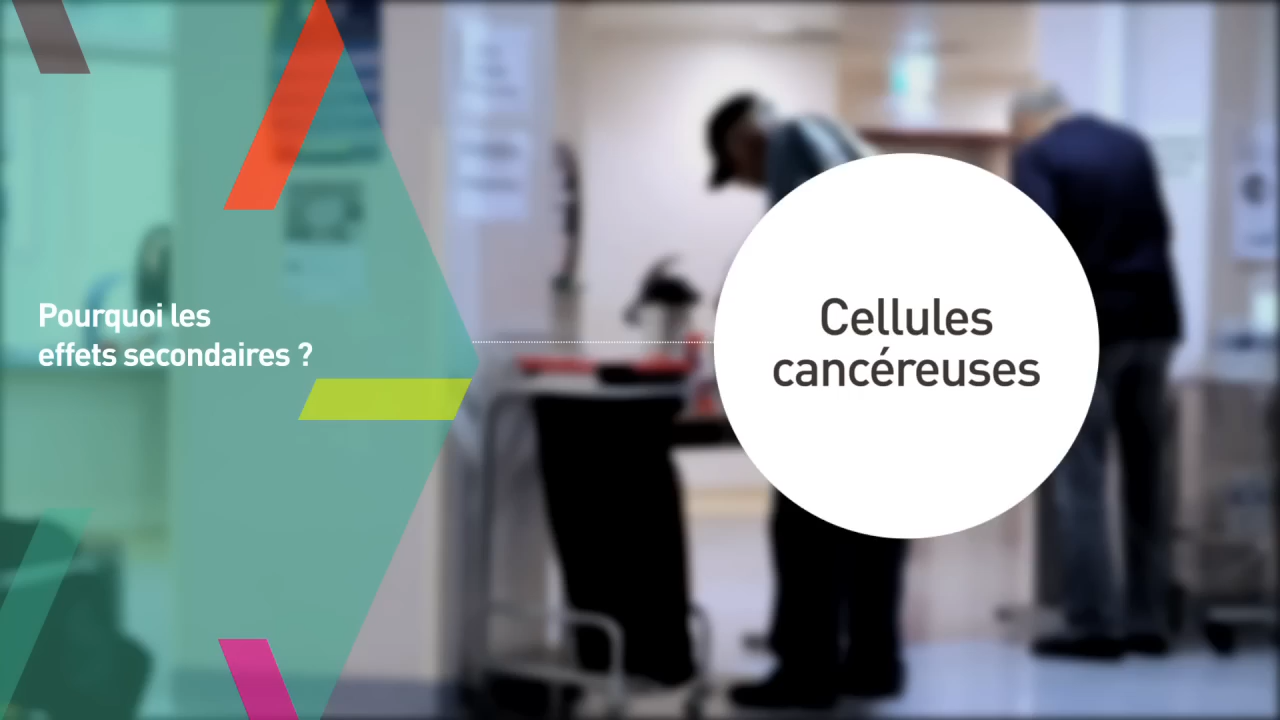 Pourquoi les
effets secondaires ?
Cellules
cancéreuses